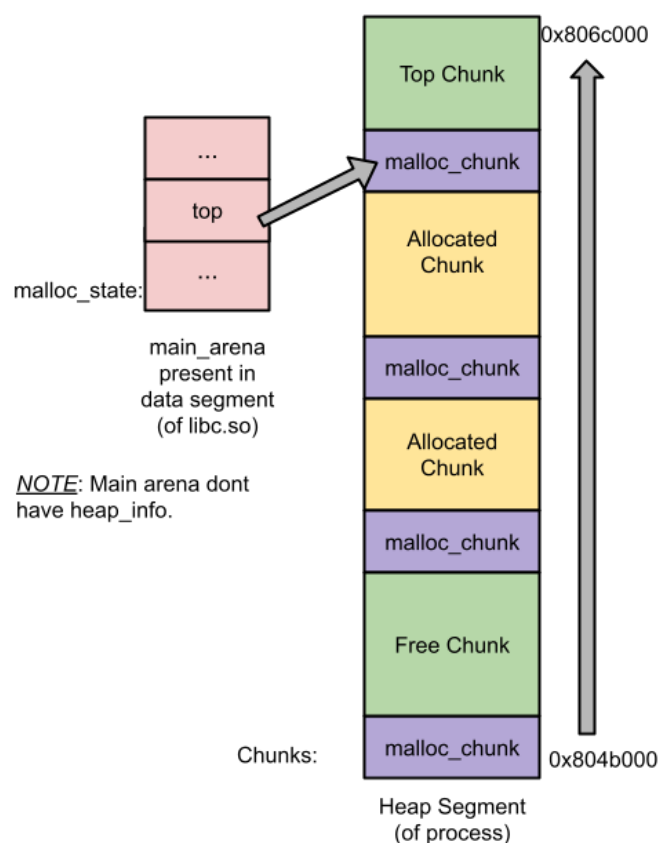 0x806c000
Top Chunk
malloc_chunk
...
top
...
malloc_state:
Allocated
Chunk
main_arena
present in
data segment
(of libc.so)
malloc_chunk
Allocated
Chunk
NOTE: Main arena dont
have heap_info.
malloc_chunk
Free Chunk
Chunks:
malloc_chunk
0x804b000
Heap Segment
(of process)